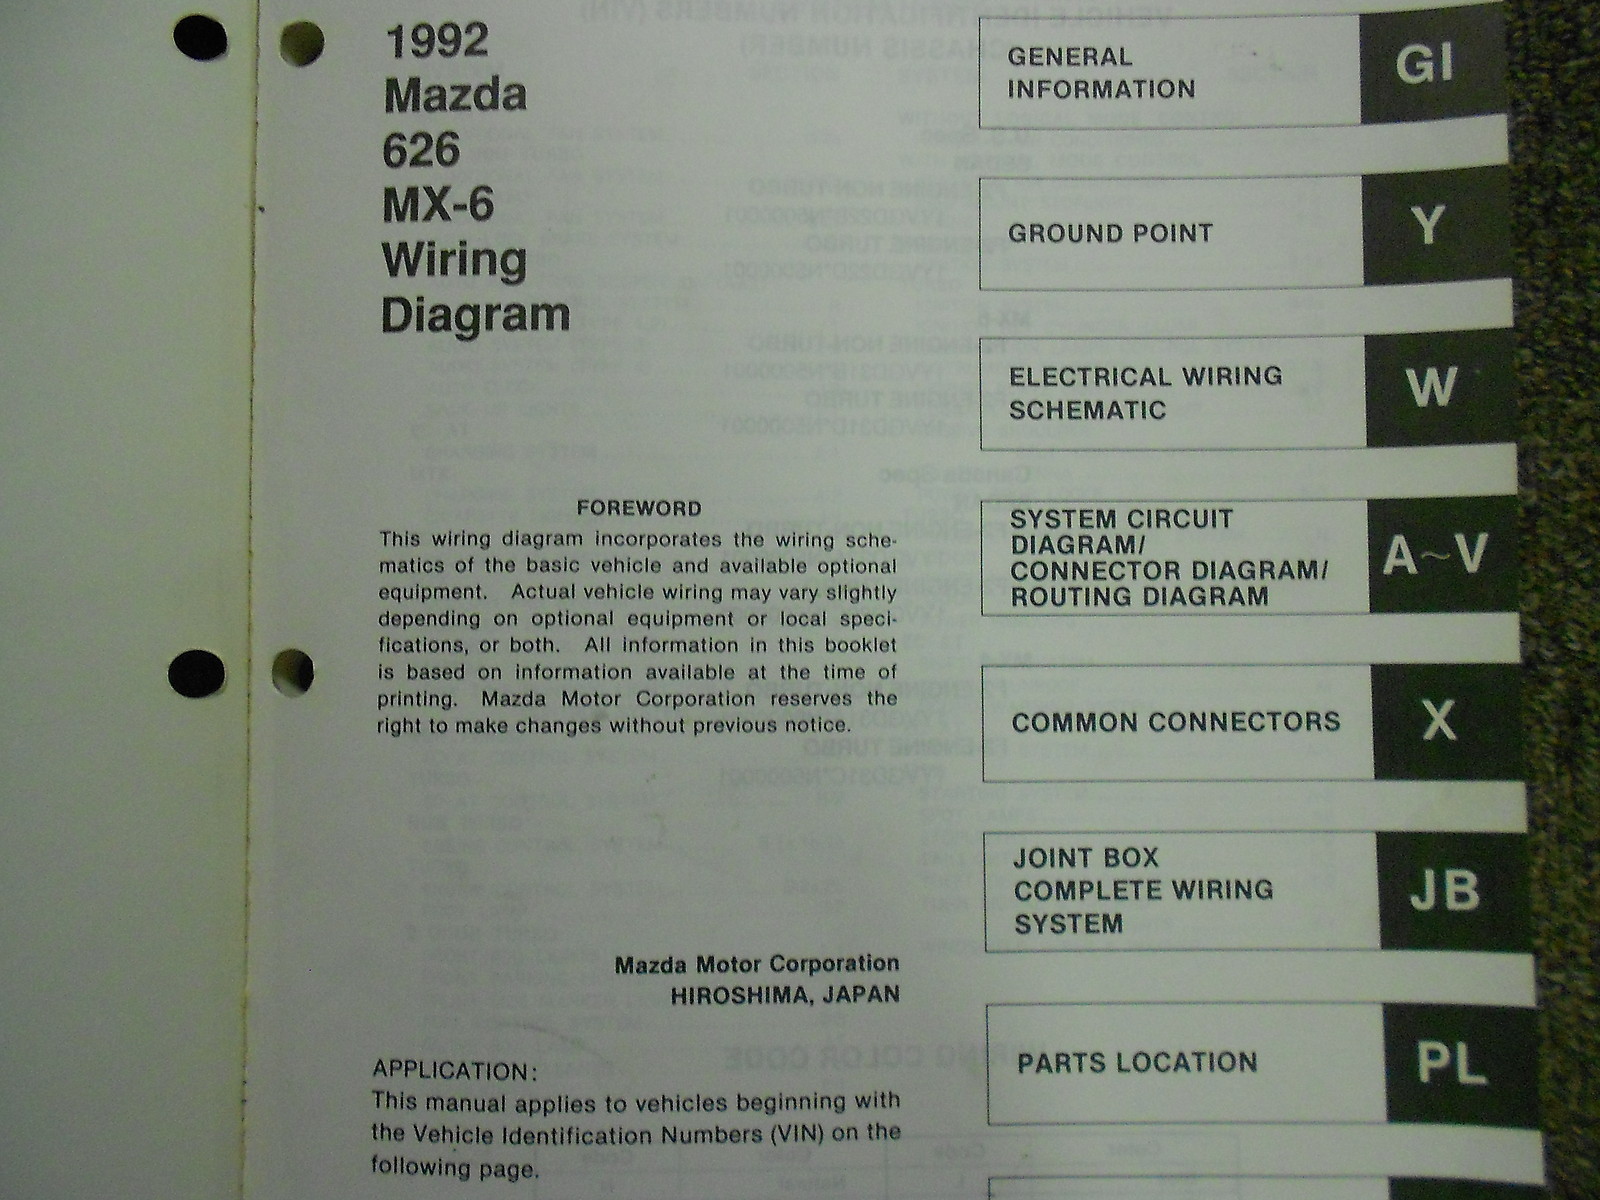 1992
Mazda
626
MX-6
Wiring
Diagram
FOREWORD
This wiring diagram incorporates the wiring sche-
matics of the basic vehicle and available optional
equipment. Actual vehicle wiring may vary slightly
depending on optional equipment or local speci-
fications, or both. All information in this booklet
is based on information available at the time of
printing. Mazda Motor Corporation reserves the
right to make changes without previous notice.
Mazda Motor Corporation
HIROSHIMA, JAPAN
APPLICATION:
This manual applies to vehicles beginning with
the Vehicle Identification Numbers (VIN) on the
following page.
GENERAL
INFORMATION
GI
GROUND POINT
Y
ELECTRICAL WIRING
SCHEMATIC
W
SYSTEM CIRCUIT
DIAGRAM/
CONNECTOR DIAGRAM/
ROUTING DIAGRAM
A~V
COMMON CONNECTORS
X
JOINT BOX
COMPLETE WIRING
SYSTEM
JB
PARTS LOCATION
PL